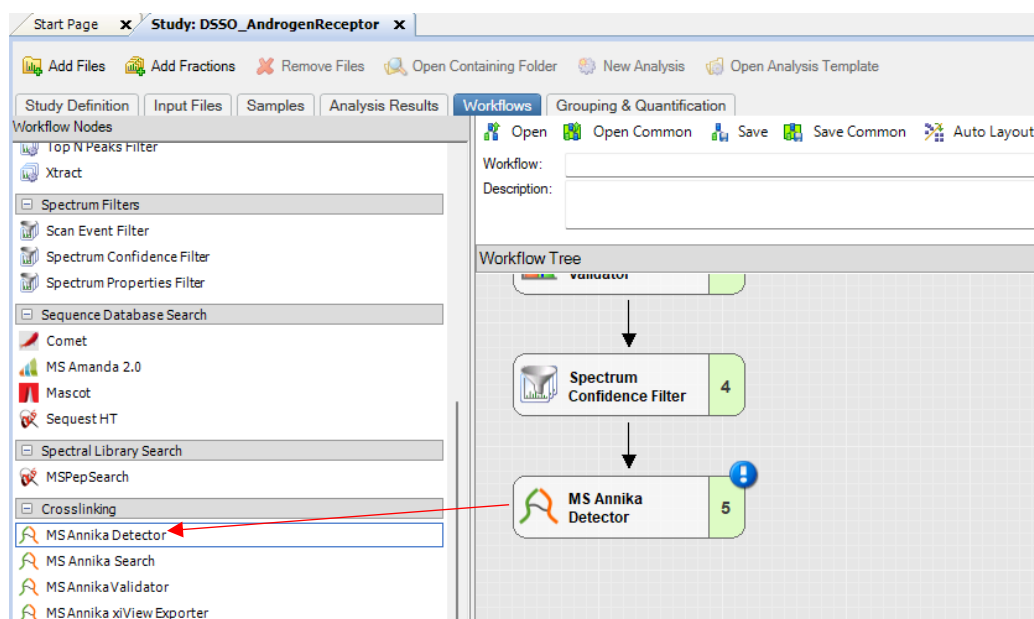 Start Page x Study: DSSO_AndrogenReceptor x
Add Files Add Fractions Remove Files Open Containing Folder New Analysis Open Analysis Template
Study Definition Input Files Samples Analysis Results Workflows Grouping & Quantification
Workflow Nodes
Top N Peaks Filter
Xtract
Spectrum Filters
Scan Event Filter
Spectrum Confidence Filter
Spectrum Properties Filter
Sequence Database Search
Comet
MS Amanda 2.0
Mascot
Sequest HT
Spectral Library Search
MSPepSearch
Crosslinking
MS Annika Detector
MS Annika Search
MS Annika Validator
MS Annika xiView Exporter
Open Open Common Save Save Common Auto Layout
Workflow:
Description:
Workflow Tree
Validator
Spectrum
Confidence Filter
4
MS Annika
Detector
5